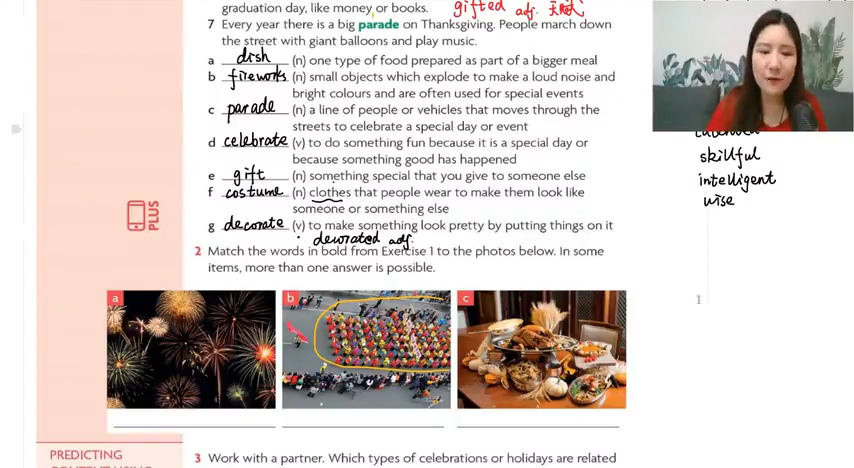 graduation day, like money or books.
gifted adj. 天赋
7 Every year there is a big parade on Thanksgiving. People march down
the street with giant balloons and play music.
a dish (n) one type of food prepared as part of a bigger meal
b fireworks (n) small objects which explode to make a loud noise and
bright colours and are often used for special events
c parade (n) a line of people or vehicles that moves through the
streets to celebrate a special day or event
d celebrate (v) to do something fun because it is a special day or
because something good has happened
e gift (n) something special that you give to someone else
f costume (n) clothes that people wear to make them look like
someone or something else
g decorate (v) to make something look pretty by putting things on it
decorated adj.
skillful
intelligent
wise
PLUS
2 Match the words in bold from Exercise 1 to the photos below. In some
items, more than one answer is possible.
a
b
c
PREDICTING
3 Work with a partner. Which types of celebrations or holidays are related